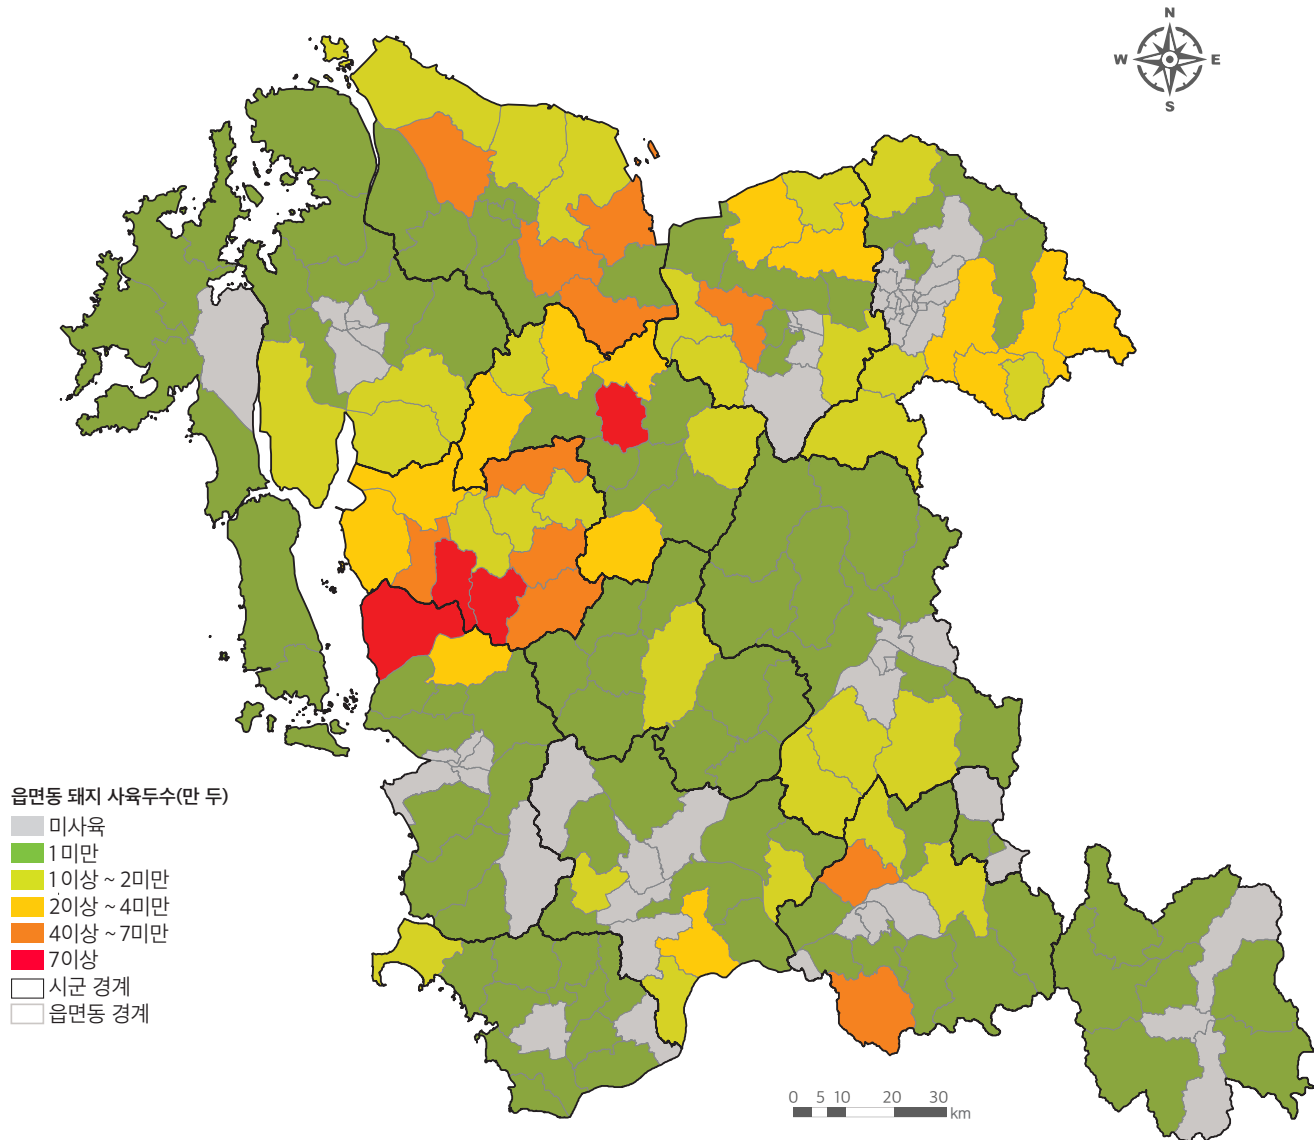 N
W E
S
읍면동 돼지 사육두수(만 두)
미사육
1미만
1이상 ~ 2미만
2이상 ~ 4미만
4이상 ~ 7미만
7이상
시군 경계
읍면동 경계
0 5 10 20 30
km